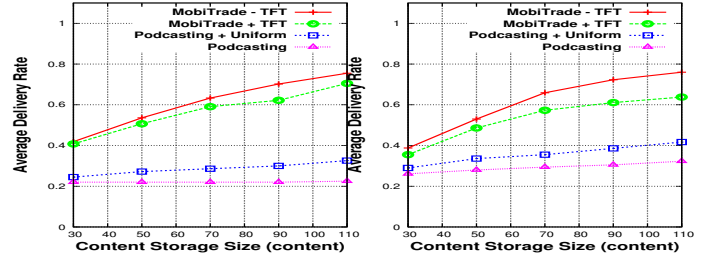 MobiTrade - TFT
MobiTrade + TFT
Podcasting + Uniform
Podcasting
1
0.8
0.6
0.4
0.2
0
30 40 50 60 70 80 90 100 110
Average Delivery Rate
Content Storage Size (content)
MobiTrade - TFT
MobiTrade + TFT
Podcasting + Uniform
Podcasting
1
0.8
0.6
0.4
0.2
0
30 40 50 60 70 80 90 100 110
Average Delivery Rate
Content Storage Size (content)